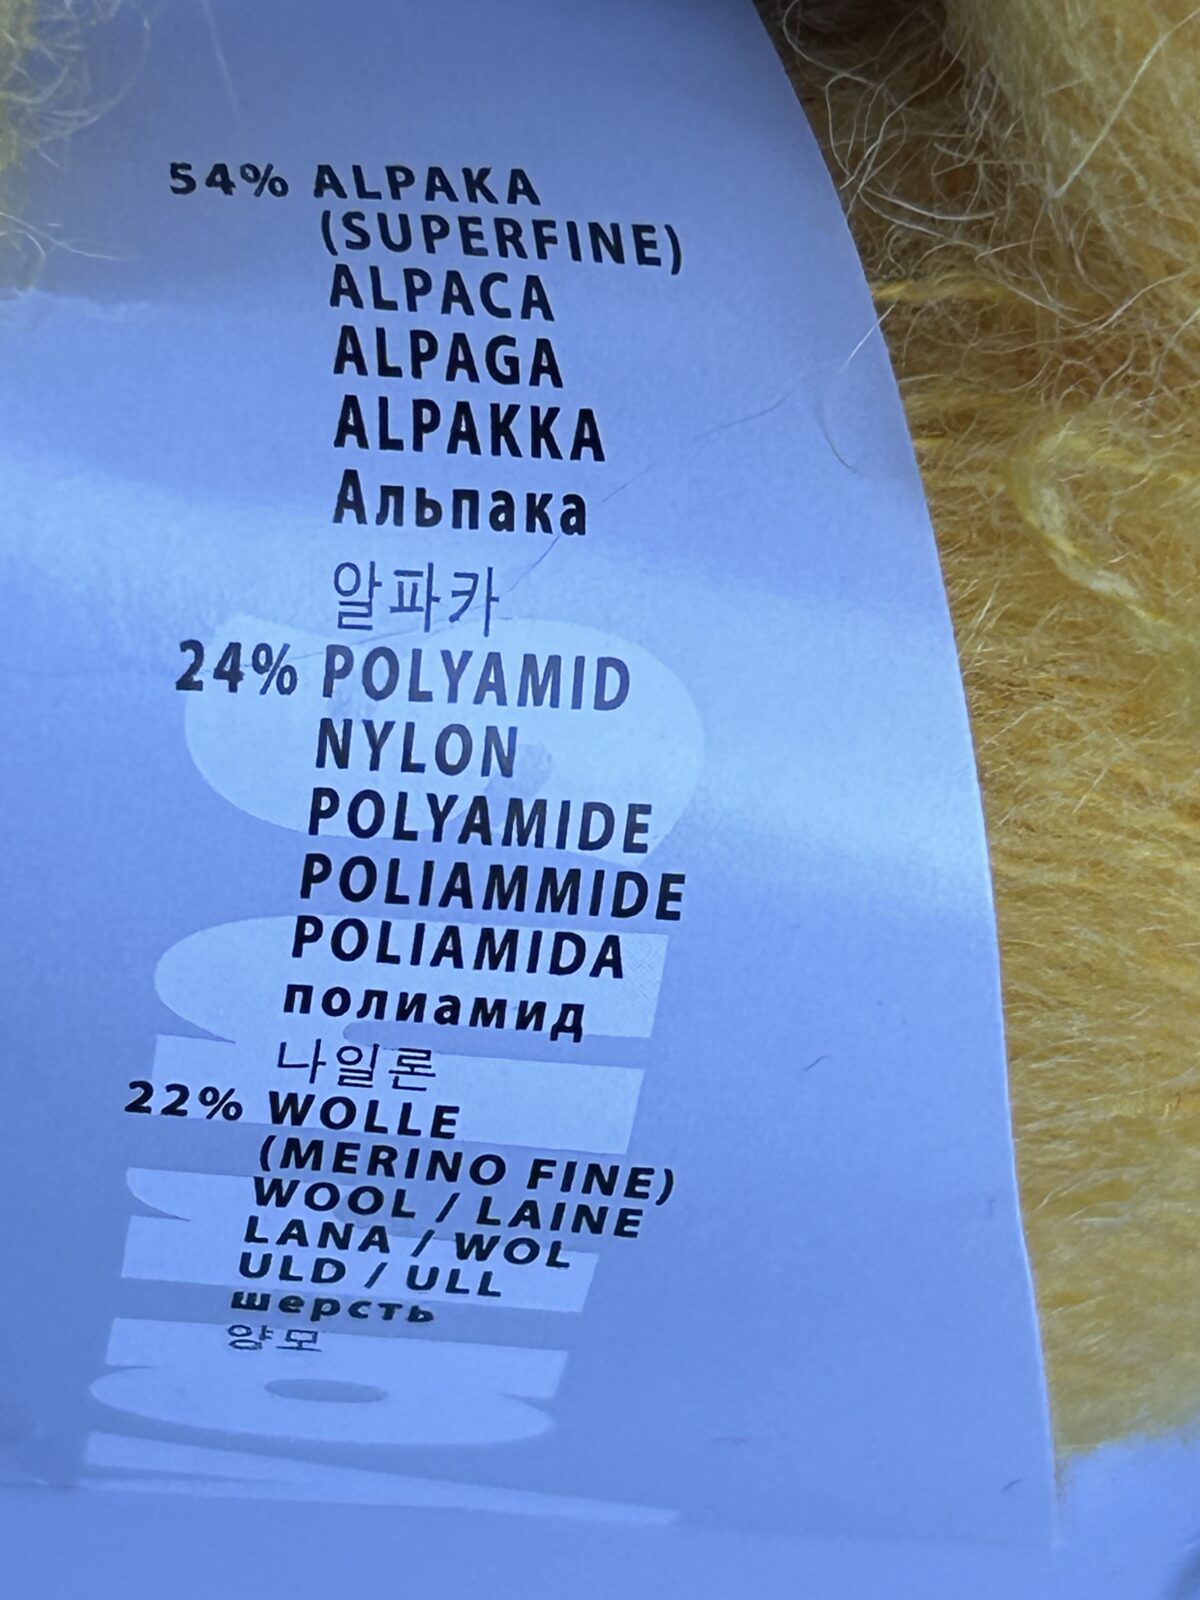 54% ALPAKA
(SUPERFINE)
ALPACA
ALPAGA
ALPAKKA
Альпака
알파카
24% POLYAMID
NYLON
POLYAMIDE
POLIAMMIDE
POLIAMIDA
полиамид
나일론
22% WOLLE
(MERINO FINE)
WOOL / LAINE
LANA / WOL
ULD / ULL
шерсть
양모